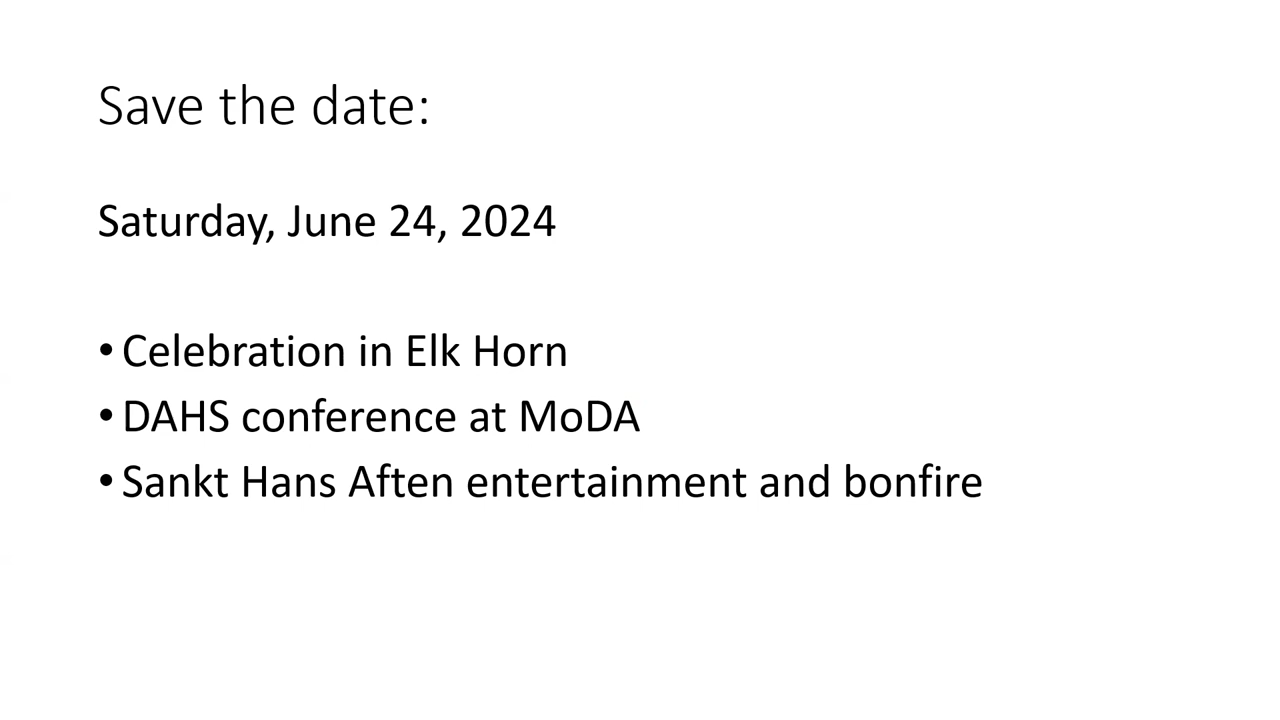 Save the date:
Saturday, June 24, 2024
• Celebration in Elk Horn
• DAHS conference at MoDA
• Sankt Hans Aften entertainment and bonfire